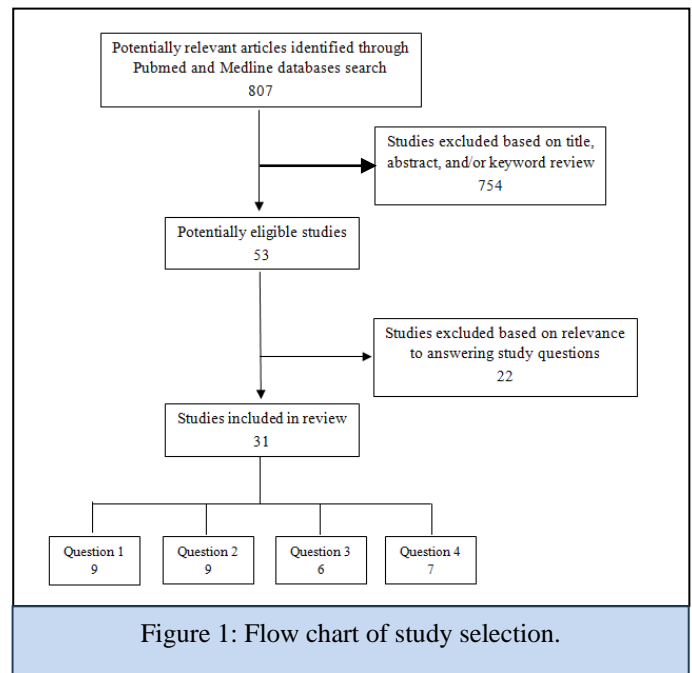 Potentially relevant articles identified through
Pubmed and Medline databases search
807
Studies excluded based on title,
abstract, and/or keyword review
754
Potentially eligible studies
53
Studies excluded based on relevance
to answering study questions
22
Studies included in review
31
Question 1
9
Question 2
9
Question 3
6
Question 4
7
Figure 1: Flow chart of study selection.